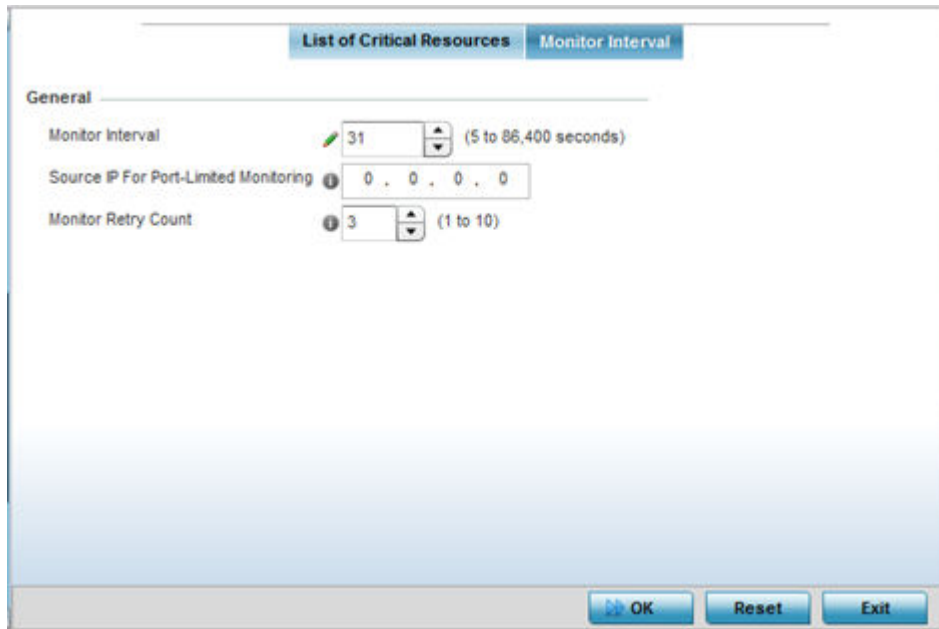 List of Critical Resources Monitor Interval
General
Monitor Interval 31 (5 to 86,400 seconds)
Source IP For Port-Limited Monitoring 0 . 0 . 0 . 0
Monitor Retry Count 3 (1 to 10)
OK Reset Exit